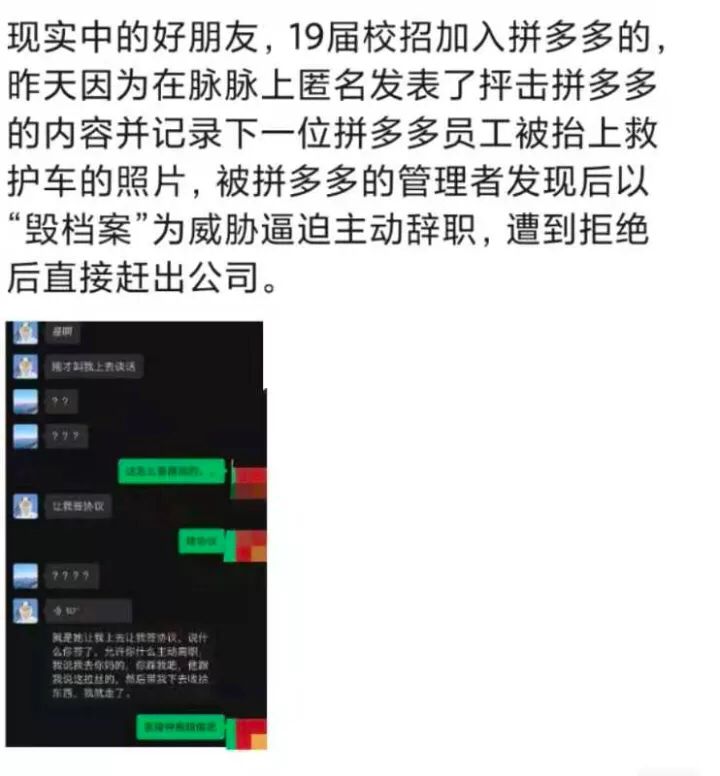 现实中的好朋友，19届校招加入拼多多的，
昨天因为在脉脉上匿名发表了抨击拼多多
的内容并记录下一位拼多多员工被抬上救
护车的照片，被拼多多的管理者发现后以
“毁档案”为威胁逼迫主动辞职，遭到拒绝
后直接赶出公司。
刚才叫我上去谈话
？？
？？？
让我签协议
？？？？
就是她让我上去让我签协议，说什
么你签了，允许你什么主动离职，
我说我去你妈的，你踩我吧，他跟
我说这拉丝的，然后带我下去收拾
东西，我就走了。